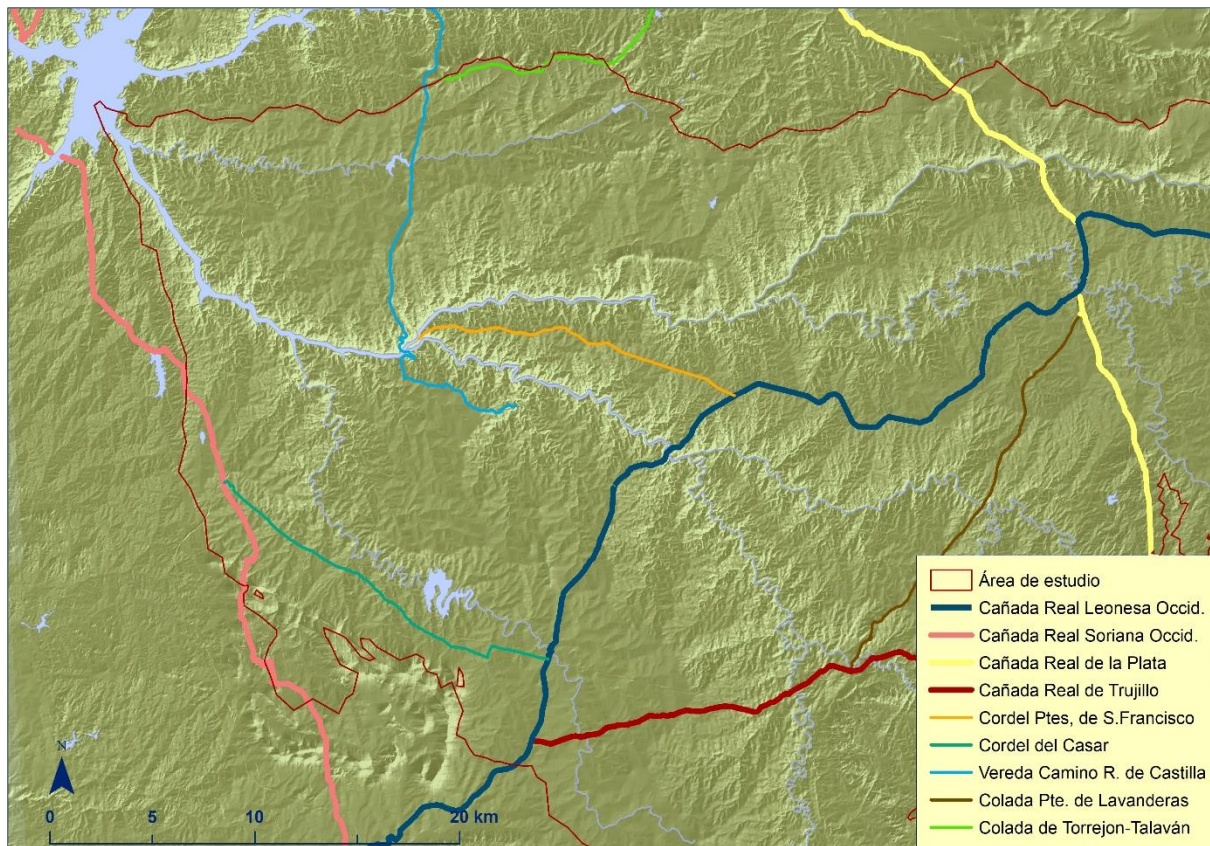 Área de estudio
Cañada Real Leonesa Occid.
Cañada Real Soriana Occid.
Cañada Real de la Plata
Cañada Real de Trujillo
Cordel Ptes, de S.Francisco
Cordel del Casar
Vereda Camino R. de Castilla
Colada Pte. de Lavanderas
Colada de Torrejon-Talaván
N
0 5 10 20 km